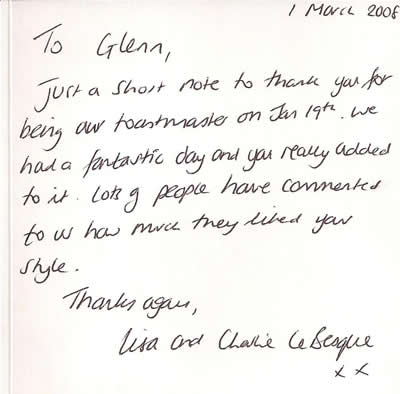 1 March 2008
To Glenn,
Just a short note to thank you for
being our toastmaster on Jan 19th. We
had a fantastic day and you really added
to it. Lots of people have commented
to us how much they liked your
style.
Thanks again,
Lisa and Charlie Le Besque
x x